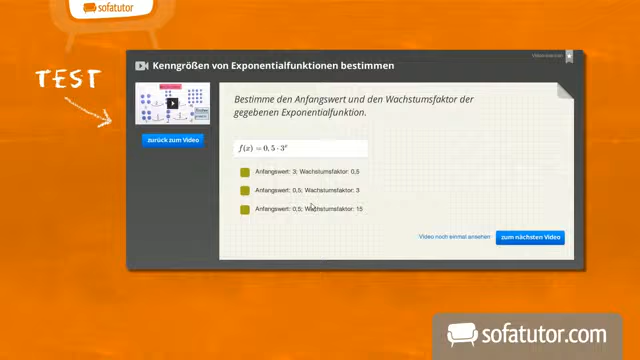 sofatutor
TEST
Kenngrößen von Exponentialfunktionen bestimmen
Bestimme den Anfangswert und den Wachstumsfaktor der
gegebenen Exponentialfunktion.
zurück zum Video
f(x) = 0,5 · 3ˣ
Anfangswert: 3; Wachstumsfaktor: 0,5
Anfangswert: 0,5; Wachstumsfaktor: 3
Anfangswert: 0,5; Wachstumsfaktor: 15
Video noch einmal ansehen
zum nächsten Video
sofatutor.com